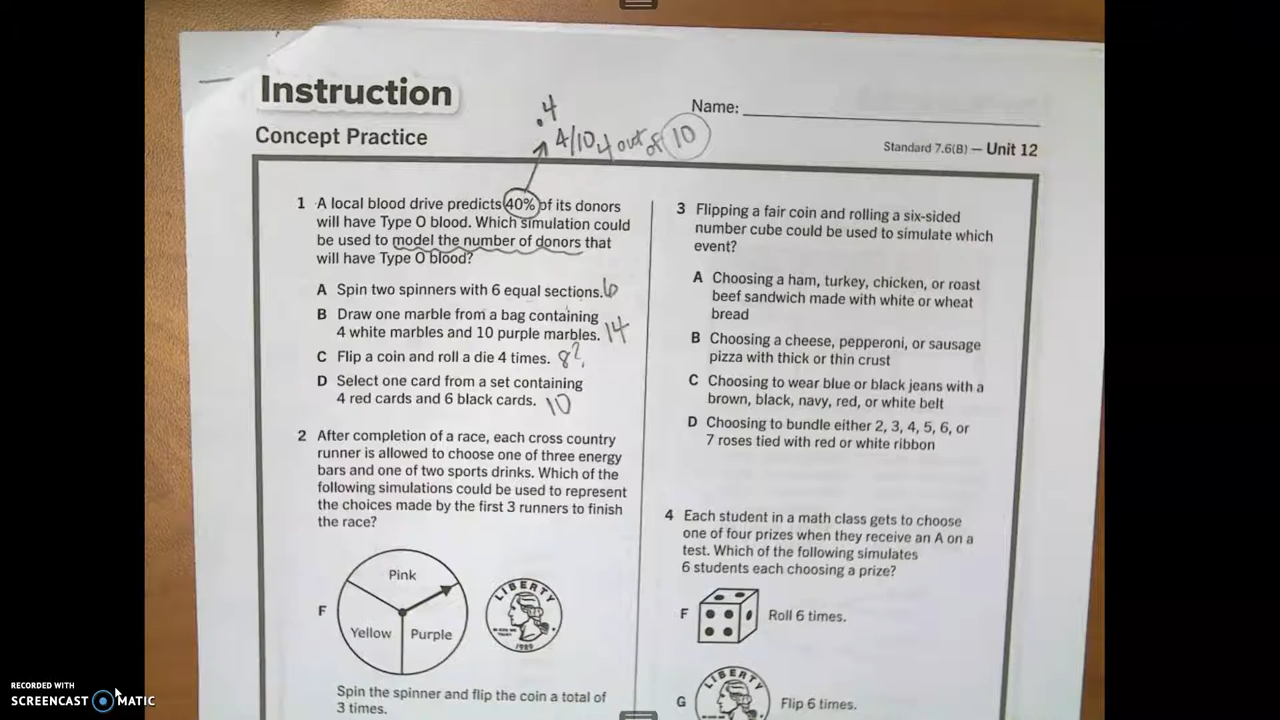 Instruction
Concept Practice
.4
4/10 4 out of 10
Name:
Standard 7.6(B) — Unit 12
1 A local blood drive predicts 40% of its donors
will have Type O blood. Which simulation could
be used to model the number of donors that
will have Type O blood?
A Spin two spinners with 6 equal sections. 6
B Draw one marble from a bag containing
4 white marbles and 10 purple marbles. 14
C Flip a coin and roll a die 4 times. 8?
D Select one card from a set containing
4 red cards and 6 black cards. 10
2 After completion of a race, each cross country
runner is allowed to choose one of three energy
bars and one of two sports drinks. Which of the
following simulations could be used to represent
the choices made by the first 3 runners to finish
the race?
F
Pink
Yellow
Purple
LIBERTY
1989
Spin the spinner and flip the coin a total of
3 times.
3 Flipping a fair coin and rolling a six-sided
number cube could be used to simulate which
event?
A Choosing a ham, turkey, chicken, or roast
beef sandwich made with white or wheat
bread
B Choosing a cheese, pepperoni, or sausage
pizza with thick or thin crust
C Choosing to wear blue or black jeans with a
brown, black, navy, red, or white belt
D Choosing to bundle either 2, 3, 4, 5, 6, or
7 roses tied with red or white ribbon
4 Each student in a math class gets to choose
one of four prizes when they receive an A on a
test. Which of the following simulates
6 students each choosing a prize?
F Roll 6 times.
LIBERTY
G Flip 6 times.
RECORDED WITH
SCREENCAST MATIC